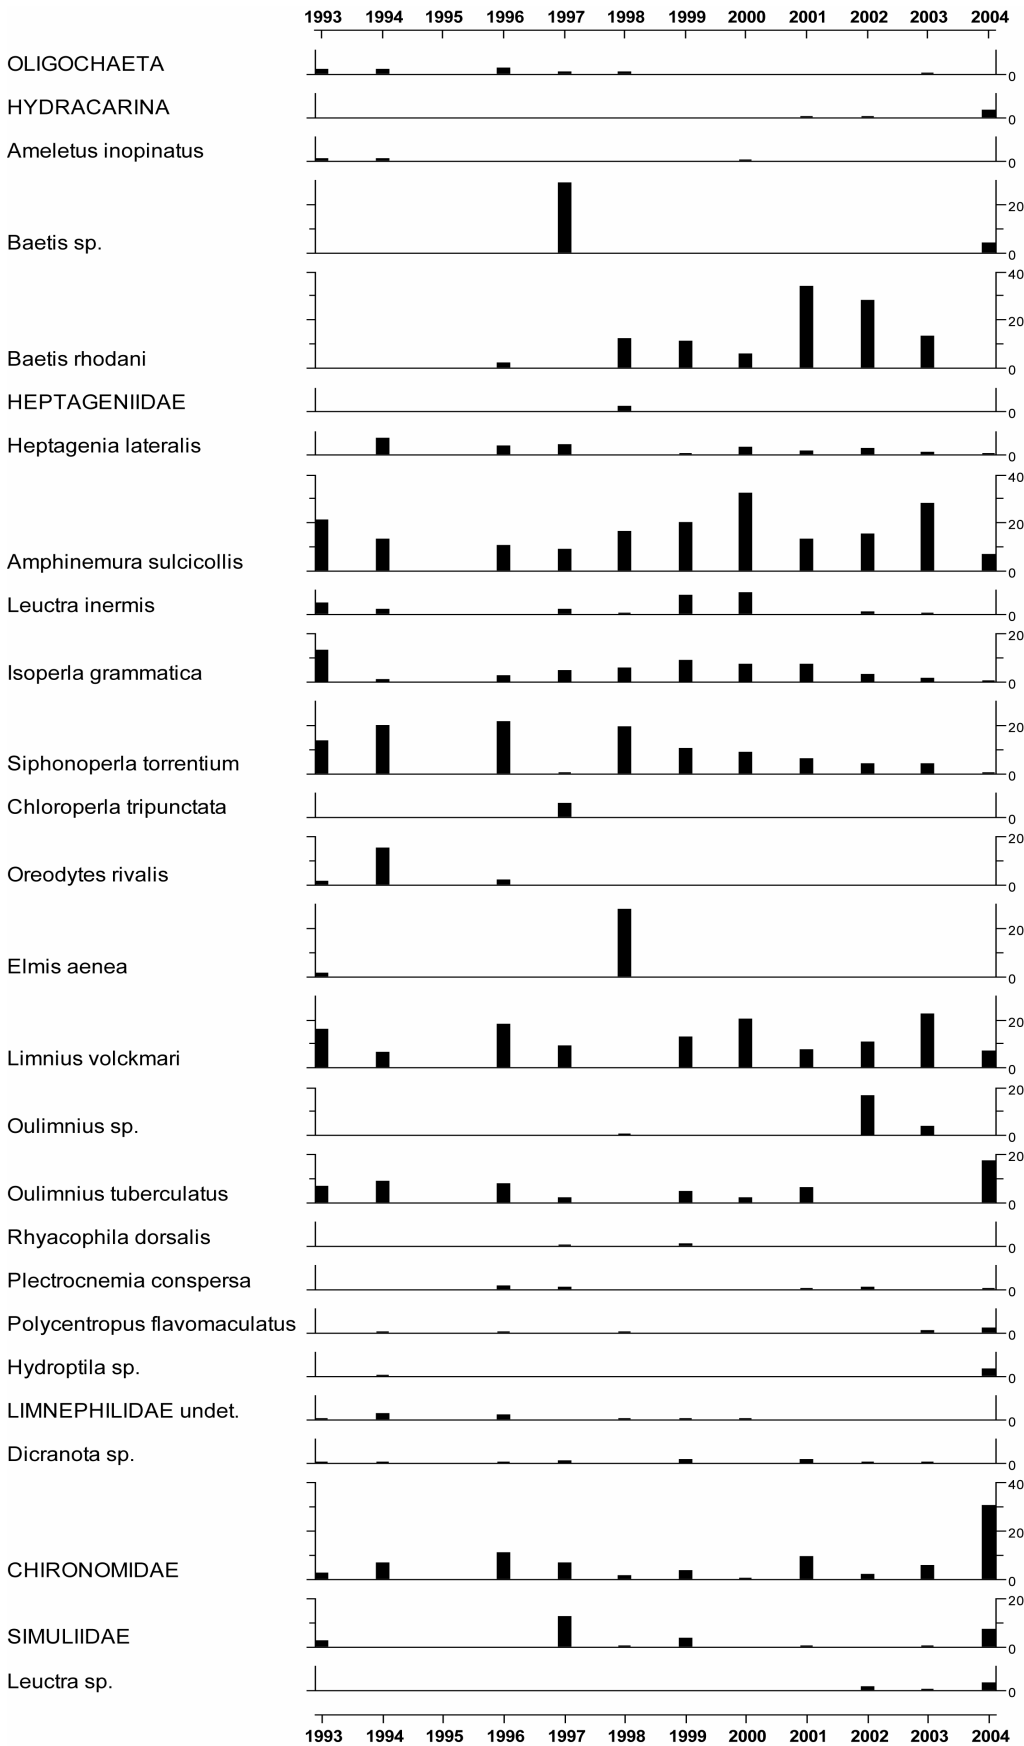 1993 1994 1995 1996 1997 1998 1999 2000 2001 2002 2003 2004
OLIGOCHAETA 0
HYDRACARINA 0
Ameletus inopinatus 0
20
Baetis sp. 0
40
20
Baetis rhodani 0
HEPTAGENIIDAE 0
Heptagenia lateralis 0
40
20
Amphinemura sulcicollis 0
Leuctra inermis 0
20
Isoperla grammatica 0
20
Siphonoperla torrentium 0
Chloroperla tripunctata 0
20
Oreodytes rivalis 0
20
Elmis aenea 0
20
Limnius volckmari 0
20
Oulimnius sp. 0
20
Oulimnius tuberculatus 0
Rhyacophila dorsalis 0
Plectrocnemia conspersa 0
Polycentropus flavomaculatus 0
Hydroptila sp. 0
LIMNEPHILIDAE undet. 0
Dicranota sp. 0
40
20
CHIRONOMIDAE 0
20
SIMULIIDAE 0
Leuctra sp. 0
1993 1994 1995 1996 1997 1998 1999 2000 2001 2002 2003 2004